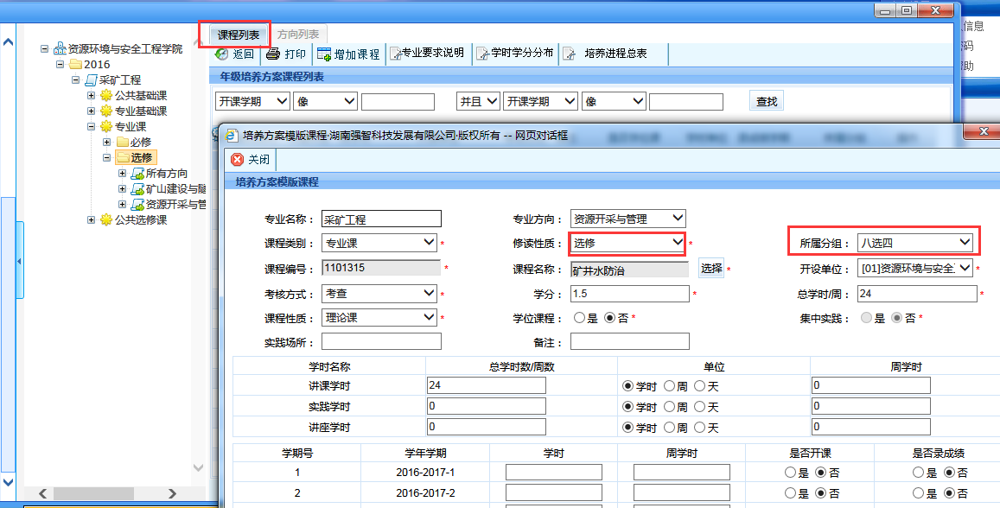 课程列表 方向列表
返回 打印 增加课程 专业要求说明 学时学分分布 培养进程总表
年级培养方案课程列表
开课学期 像 并且 开课学期 像 查找
资源环境与安全工程学院
2016
采矿工程
公共基础课
专业基础课
专业课
必修
选修
所有方向
矿山建设与隧
资源开采与管
公共选修课
信息
码
助
培养方案模版课程·湖南强智科技发展有限公司·版权所有 -- 网页对话框
关闭
培养方案模版课程
专业名称： 采矿工程 专业方向： 资源开采与管理
课程类别： 专业课 * 修读性质： 选修 * 所属分组： 八选四
课程编号： 1101315 * 课程名称： 矿井水防治 选择 * 开设单位： [01]资源环境与安全 *
考核方式： 考查 * 学分： 1.5 * 总学时/周： 24 *
课程性质： 理论课 * 学位课程： 是 否 * 集中实践： 是 否 *
实践场所： 备注：
学时名称 总学时数/周数 单位 周学时
讲课学时 24 学时 周 天 0
实践学时 0 学时 周 天 0
讲座学时 0 学时 周 天 0
学期号 学年学期 学时 周学时 是否开课 是否录成绩
1 2016-2017-1 是 否 是 否
2 2016-2017-2 是 否 是 否